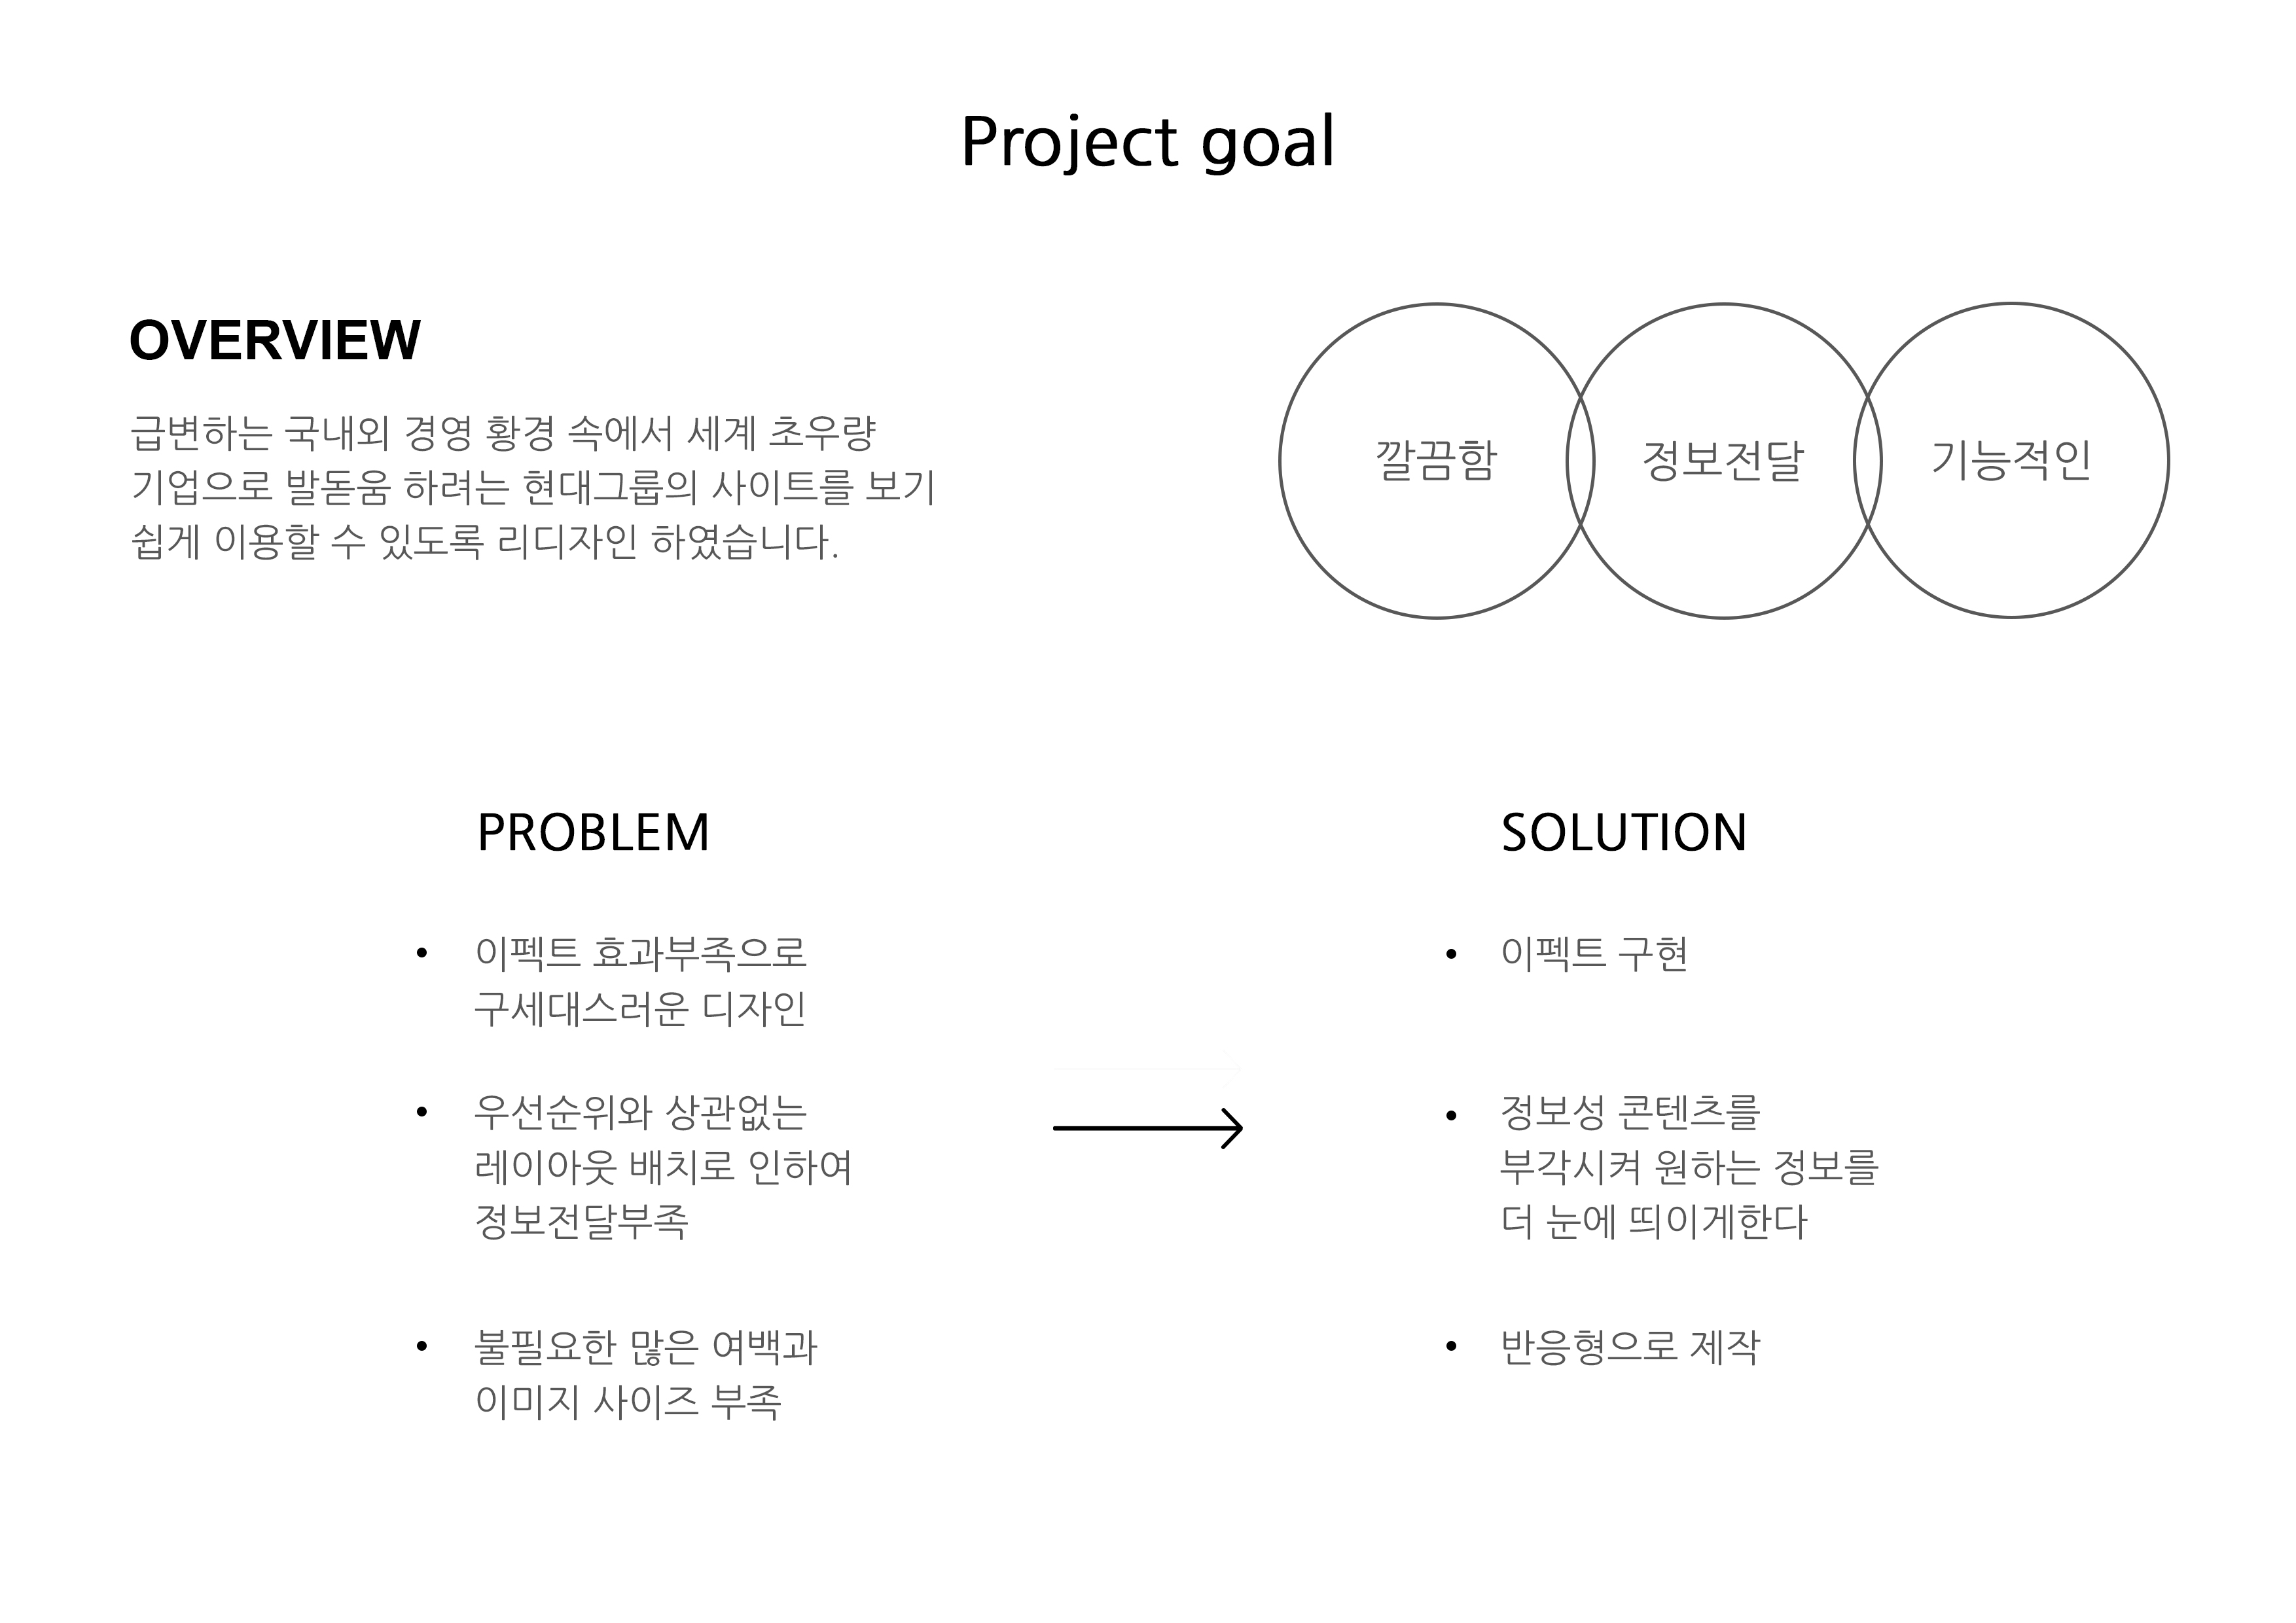 Project goal
OVERVIEW
급변하는 국내외 경영 환경 속에서 세계 초우량
기업으로 발돋움 하려는 현대그룹의 사이트를 보기
쉽게 이용할 수 있도록 리디자인 하였습니다.
깔끔함
정보전달
기능적인
PROBLEM
이펙트 효과부족으로
구세대스러운 디자인
우선순위와 상관없는
레이아웃 배치로 인하여
정보전달부족
불필요한 많은 여백과
이미지 사이즈 부족
SOLUTION
이펙트 구현
정보성 콘텐츠를
부각시켜 원하는 정보를
더 눈에 띄이게한다
반응형으로 제작